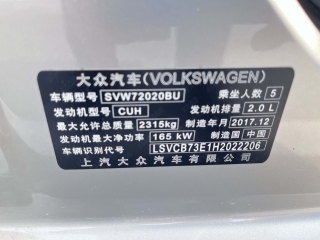 大众汽车(VOLKSWAGEN)
车辆型号 SVW72020BU 乘坐人数 5
发动机型号 CUH 发动机排量 2.0 L
最大允许总质量 2315kg 制造年月 2017.12
发动机最大净功率 165 kW 制造国 中国
车辆识别代号 LSVCB73E1H2022206
上汽大众汽车有限公司